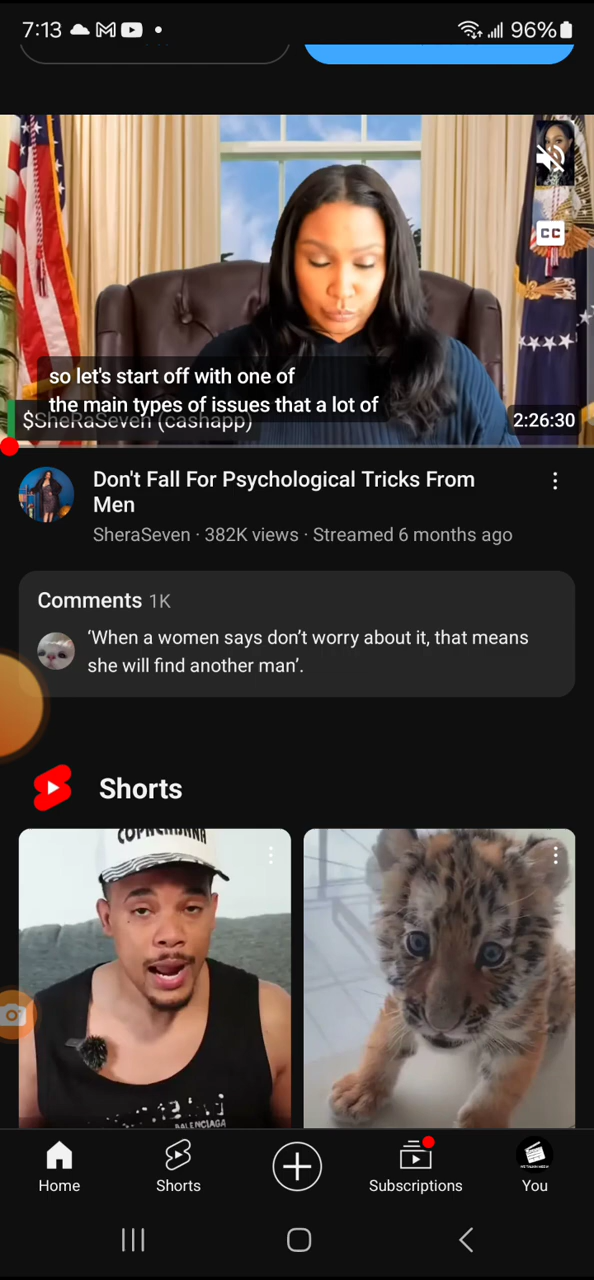 7:13
96%
CC
so let's start off with one of
the main types of issues that a lot of
$SheRaSeven (cashapp)
2:26:30
Don't Fall For Psychological Tricks From
Men
SheraSeven · 382K views · Streamed 6 months ago
Comments 1K
‘When a women says don’t worry about it, that means
she will find another man’.
Shorts
BALENCIAGA
Home
Shorts
Subscriptions
You